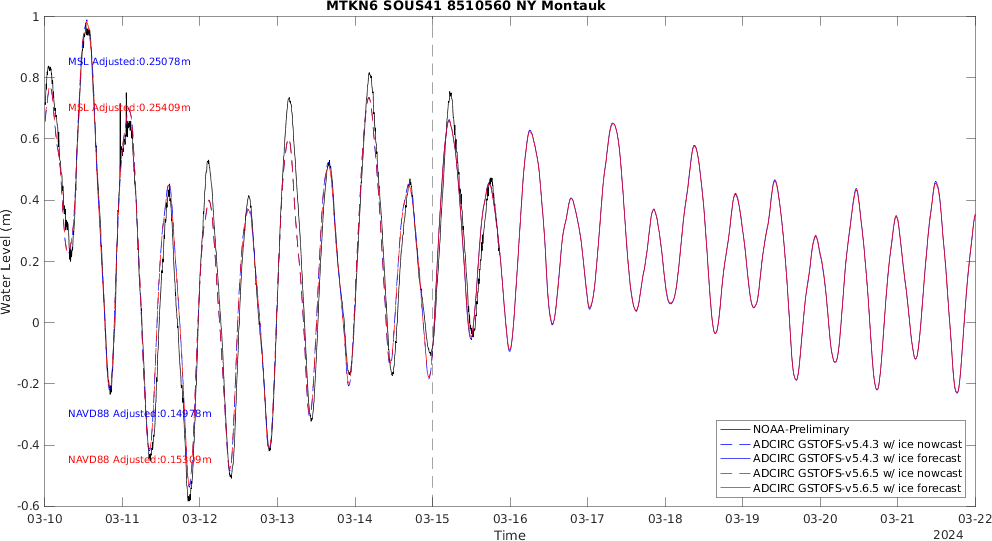 MTKN6 SOUS41 8510560 NY Montauk
1
0.8
0.6
0.4
0.2
0
-0.2
-0.4
-0.6
Water Level (m)
MSL Adjusted:0.25078m
MSL Adjusted:0.25409m
NAVD88 Adjusted:0.14978m
NAVD88 Adjusted:0.15309m
NOAA-Preliminary
ADCIRC GSTOFS-v5.4.3 w/ ice nowcast
ADCIRC GSTOFS-v5.4.3 w/ ice forecast
ADCIRC GSTOFS-v5.6.5 w/ ice nowcast
ADCIRC GSTOFS-v5.6.5 w/ ice forecast
03-10 03-11 03-12 03-13 03-14 03-15 03-16 03-17 03-18 03-19 03-20 03-21 03-22
Time
2024